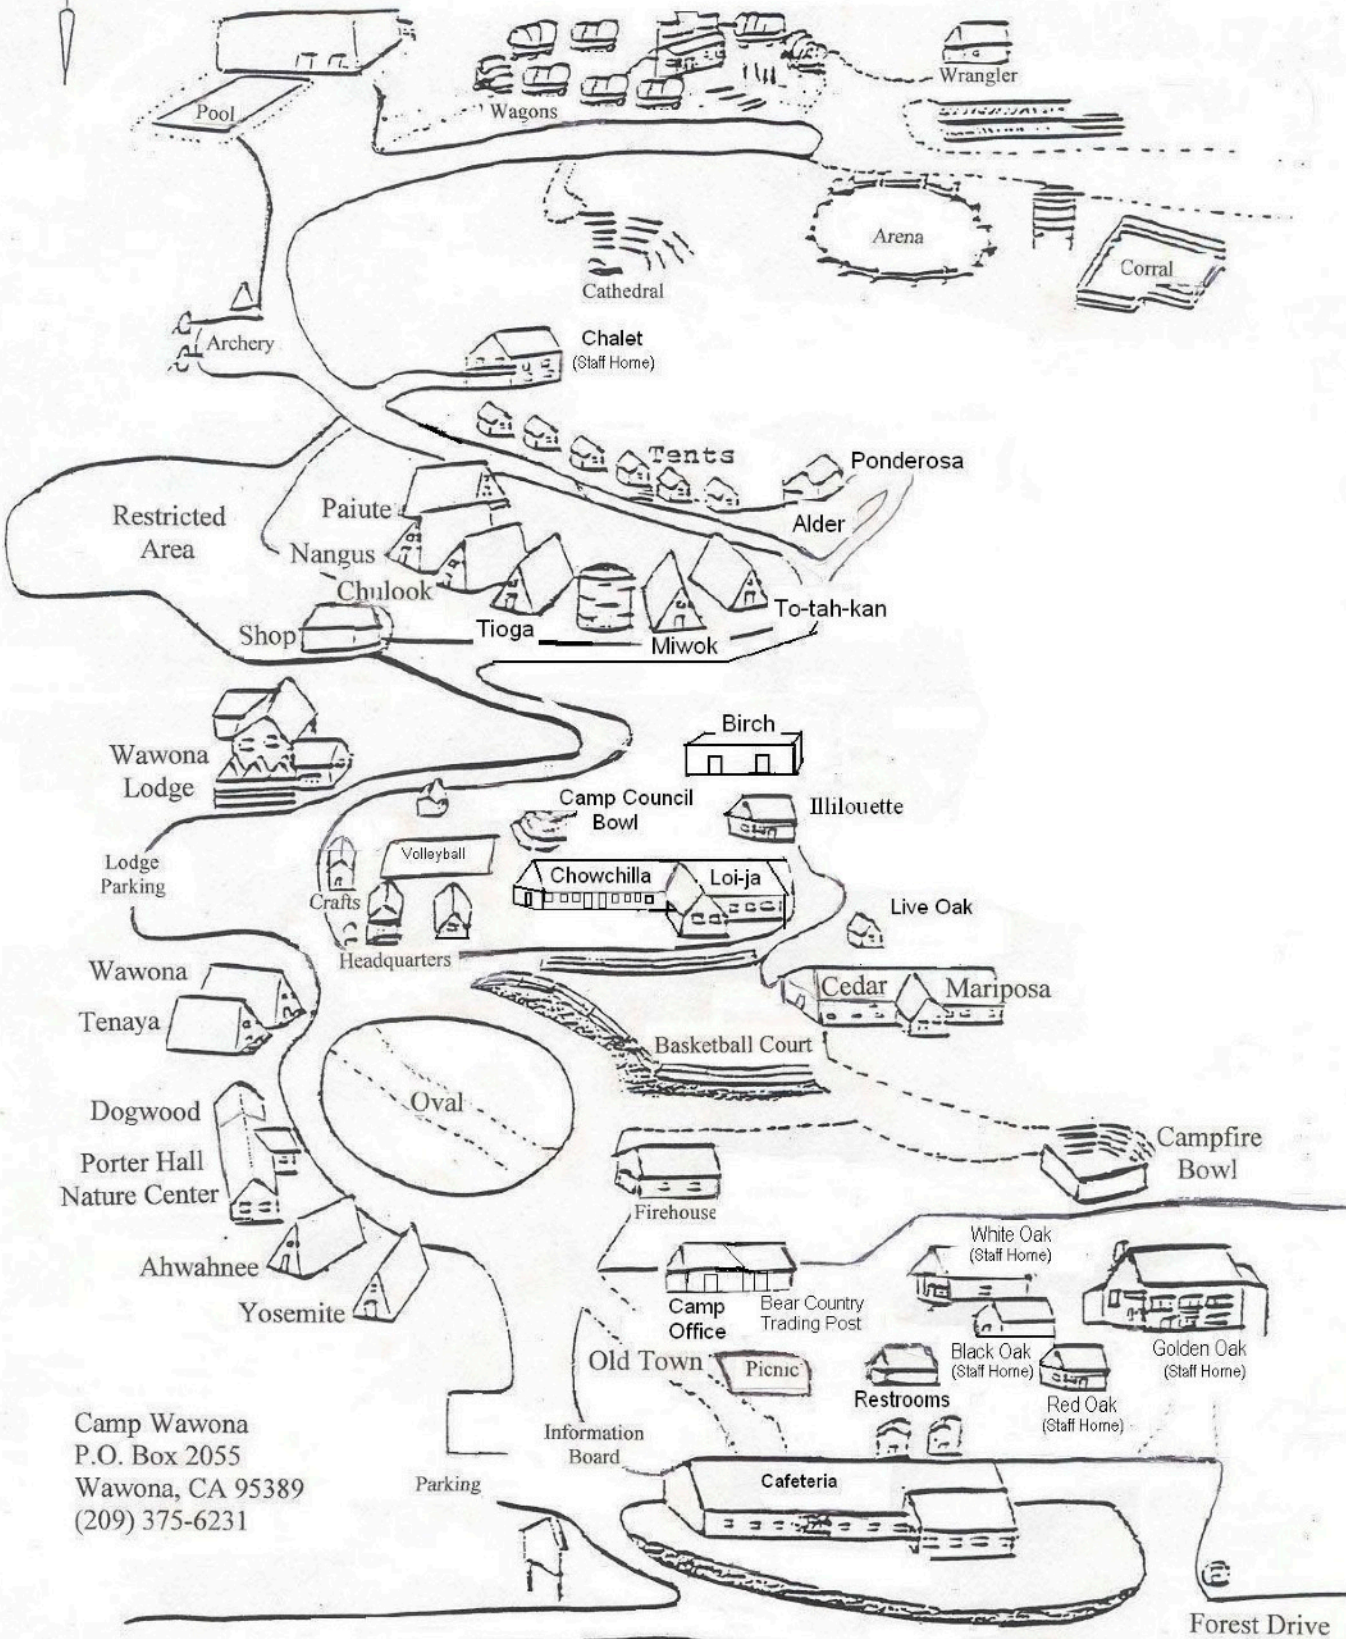 Pool
Wagons
Wrangler
Arena
Corral
Cathedral
Archery
Chalet
(Staff Home)
Tents
Ponderosa
Alder
Restricted
Area
Paiute
Nangus
Chulook
Shop
Tioga
Miwok
To-tah-kan
Wawona
Lodge
Birch
Camp Council
Bowl
Illilouette
Lodge
Parking
Volleyball
Crafts
Headquarters
Chowchilla
Loi-ja
Live Oak
Wawona
Tenaya
Cedar
Mariposa
Basketball Court
Oval
Dogwood
Porter Hall
Nature Center
Campfire
Bowl
Firehouse
Ahwahnee
Yosemite
White Oak
(Staff Home)
Camp
Office
Bear Country
Trading Post
Black Oak
(Staff Home)
Golden Oak
(Staff Home)
Old Town
Picnic
Restrooms
Red Oak
(Staff Home)
Information
Board
Camp Wawona
P.O. Box 2055
Wawona, CA 95389
(209) 375-6231
Parking
Cafeteria
Forest Drive